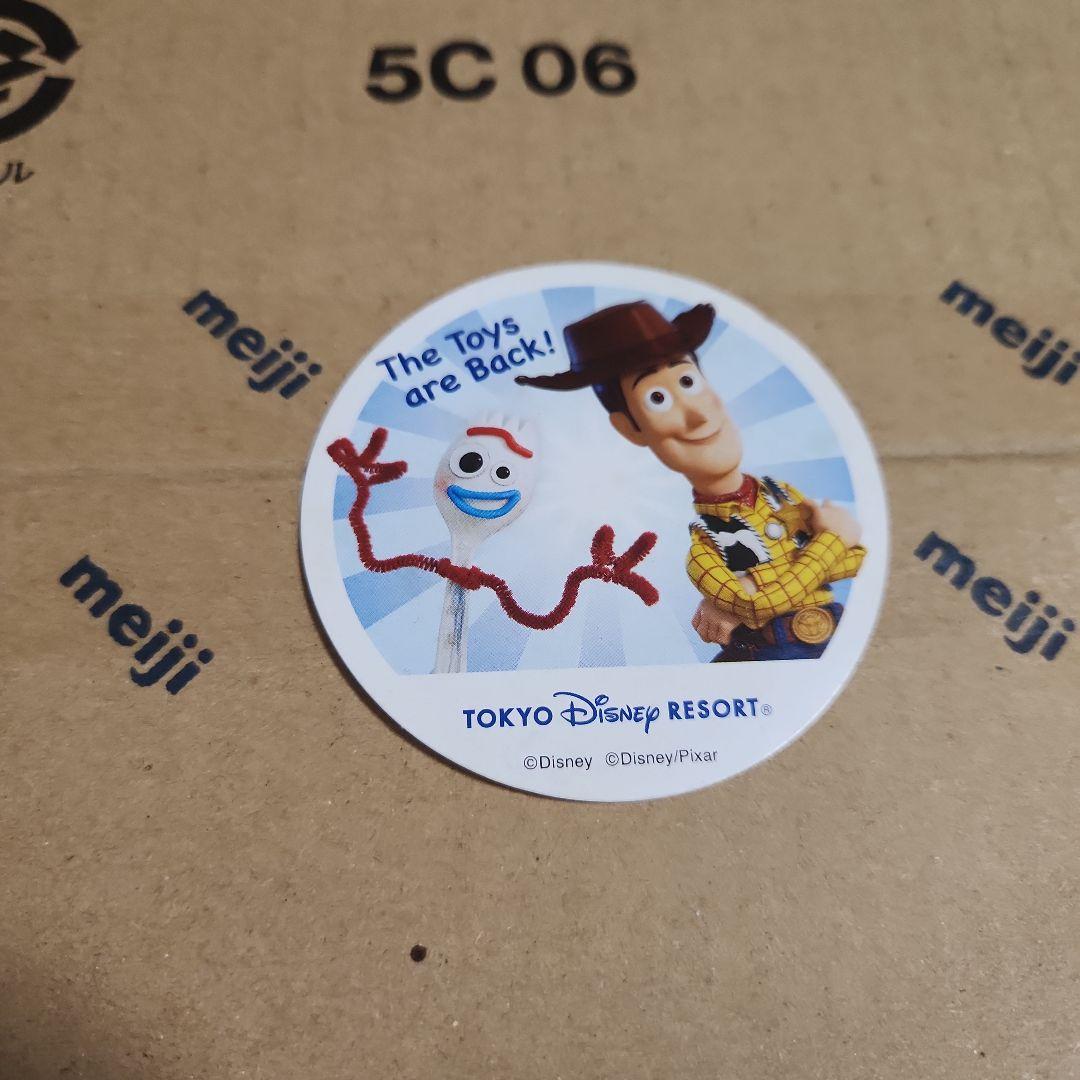 5C 06
ル
meiji
meiji
The Toys
are Back!
meiji
meiji
TOKYO Disney RESORT®
©Disney ©Disney/Pixar